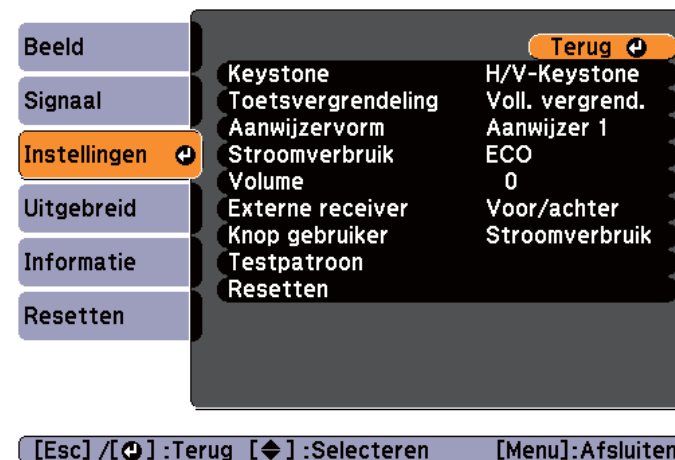 Beeld
Signaal
Instellingen
Uitgebreid
Informatie
Resetten
Terug
Keystone H/V-Keystone
Toetsvergrendeling Voll. vergrend.
Aanwijzervorm Aanwijzer 1
Stroomverbruik ECO
Volume 0
Externe receiver Voor/achter
Knop gebruiker Stroomverbruik
Testpatroon
Resetten
[Esc] /[⏎] :Terug [◆] :Selecteren [Menu]:Afsluiten